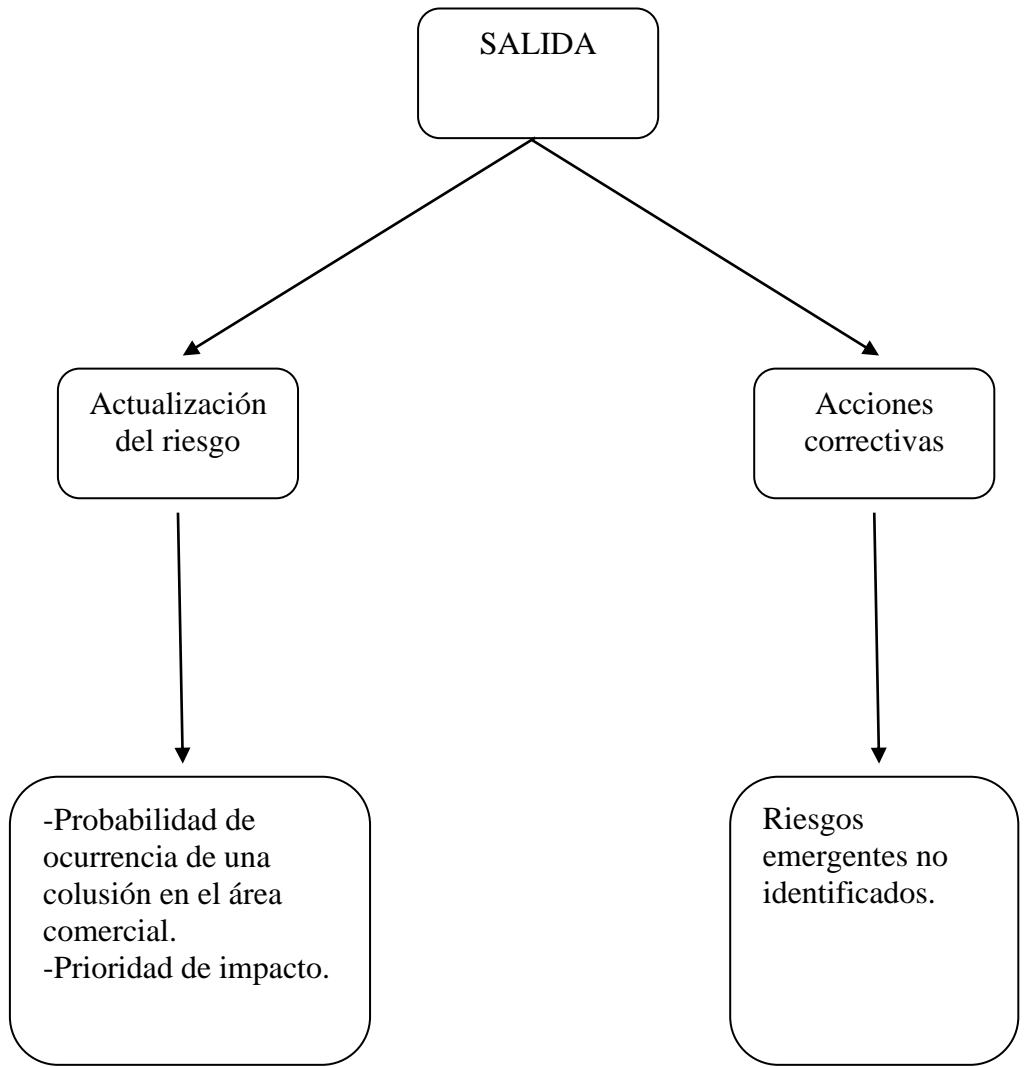 SALIDA
Actualización
del riesgo
Acciones
correctivas
-Probabilidad de
ocurrencia de una
colusión en el área
comercial.
-Prioridad de impacto.
Riesgos
emergentes no
identificados.